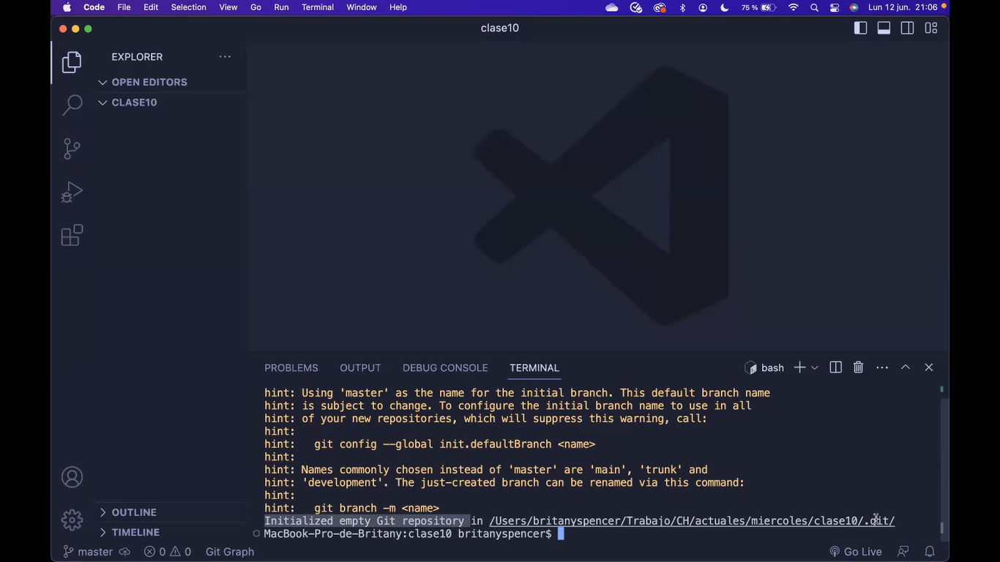 Code File Edit Selection View Go Run Terminal Window Help 75 % Lun 12 jun. 21:06
clase10
EXPLORER
OPEN EDITORS
CLASE10
PROBLEMS OUTPUT DEBUG CONSOLE TERMINAL bash
hint: Using 'master' as the name for the initial branch. This default branch name
hint: is subject to change. To configure the initial branch name to use in all
hint: of your new repositories, which will suppress this warning, call:
hint:
hint: git config --global init.defaultBranch <name>
hint:
hint: Names commonly chosen instead of 'master' are 'main', 'trunk' and
hint: 'development'. The just-created branch can be renamed via this command:
hint:
hint: git branch -m <name>
Initialized empty Git repository in /Users/britanyspencer/Trabajo/CH/actuales/miercoles/clase10/.git/
MacBook-Pro-de-Britany:clase10 britanyspencer$
OUTLINE
TIMELINE
master 0 0 Git Graph Go Live